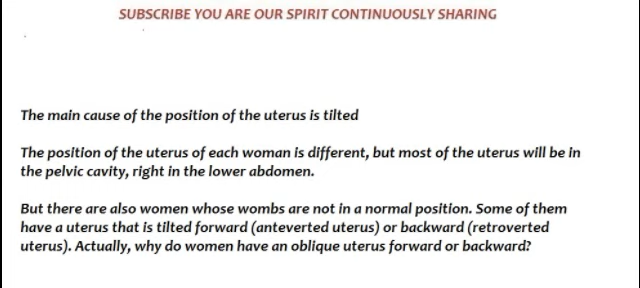 SUBSCRIBE YOU ARE OUR SPIRIT CONTINUOUSLY SHARING
The main cause of the position of the uterus is tilted
The position of the uterus of each woman is different, but most of the uterus will be in
the pelvic cavity, right in the lower abdomen.
But there are also women whose wombs are not in a normal position. Some of them
have a uterus that is tilted forward (anteverted uterus) or backward (retroverted
uterus). Actually, why do women have an oblique uterus forward or backward?